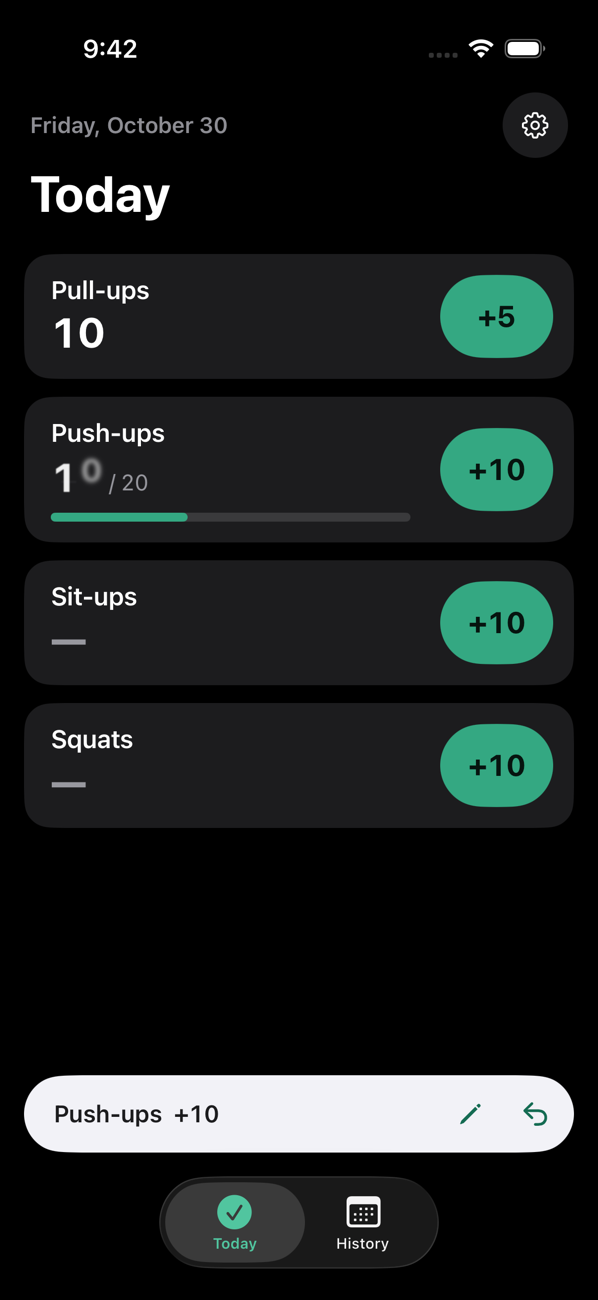 9:42
Friday, October 30
Today
Pull-ups
10
+5
Push-ups
10 / 20
+10
Sit-ups
—
+10
Squats
—
+10
Push-ups +10
Today
History